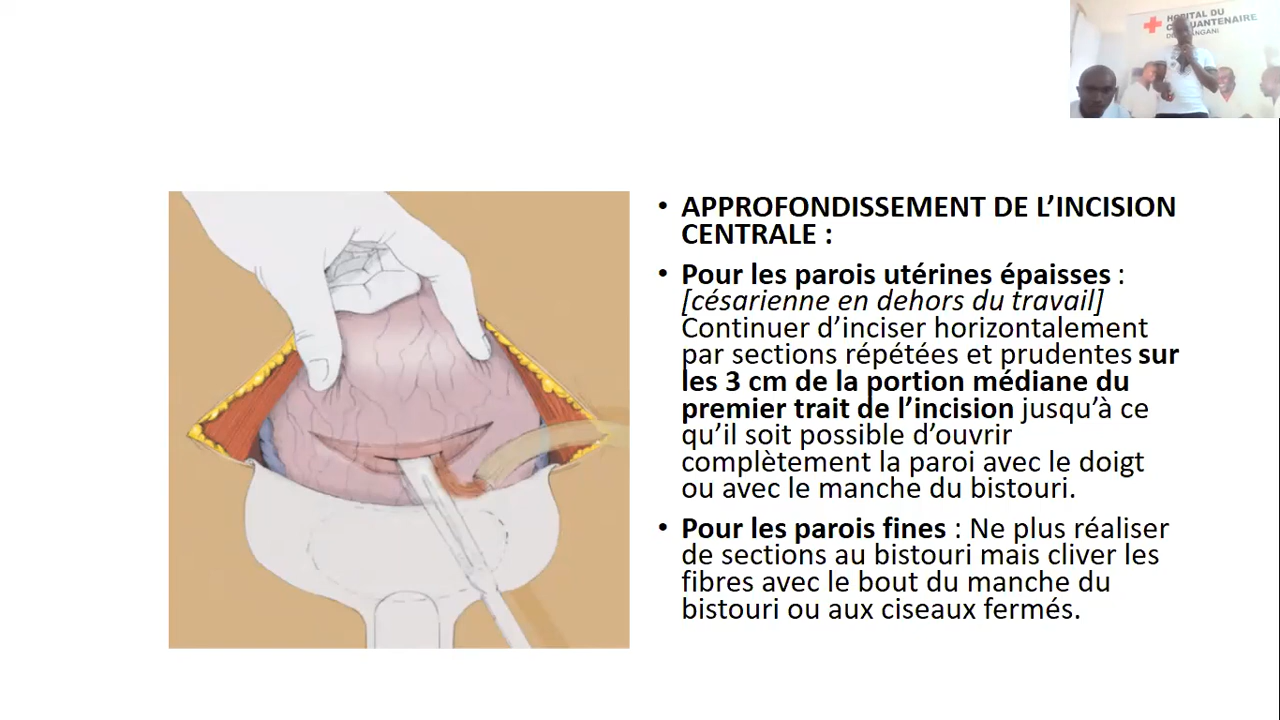 HOPITAL DU
CINQUANTENAIRE
APPROFONDISSEMENT DE L’INCISION
CENTRALE :
Pour les parois utérines épaisses :
[césarienne en dehors du travail]
Continuer d’inciser horizontalement
par sections répétées et prudentes sur
les 3 cm de la portion médiane du
premier trait de l’incision jusqu’à ce
qu’il soit possible d’ouvrir
complètement la paroi avec le doigt
ou avec le manche du bistouri.
Pour les parois fines : Ne plus réaliser
de sections au bistouri mais cliver les
fibres avec le bout du manche du
bistouri ou aux ciseaux fermés.